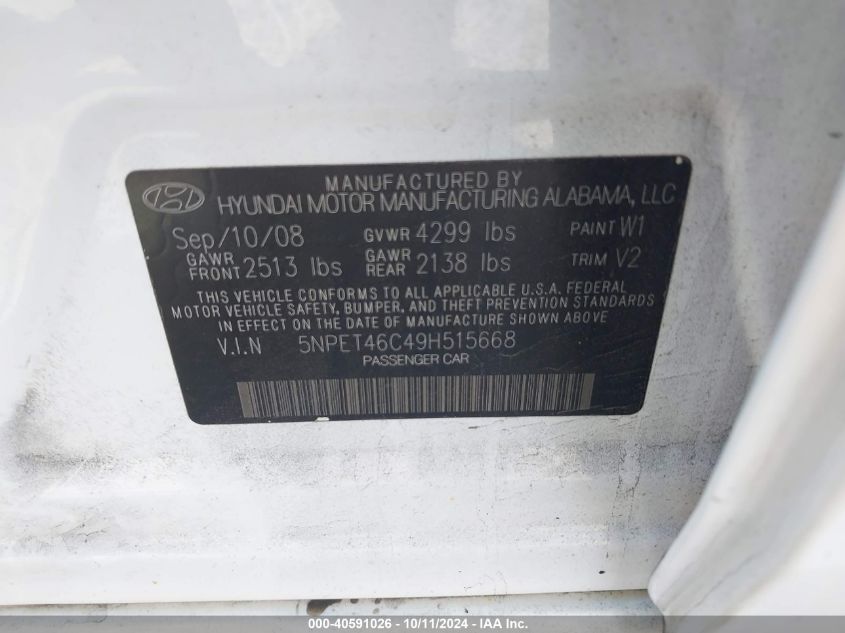 MANUFACTURED BY
HYUNDAI MOTOR MANUFACTURING ALABAMA, LLC
Sep/10/08 GVWR 4299 lbs PAINT W1
GAWR FRONT 2513 lbs GAWR REAR 2138 lbs TRIM V2
THIS VEHICLE CONFORMS TO ALL APPLICABLE U.S.A. FEDERAL
MOTOR VEHICLE SAFETY, BUMPER, AND THEFT PREVENTION STANDARDS
IN EFFECT ON THE DATE OF MANUFACTURE SHOWN ABOVE
V.I.N 5NPET46C49H515668
PASSENGER CAR
000-40591026 - 10/11/2024 - IAA Inc.